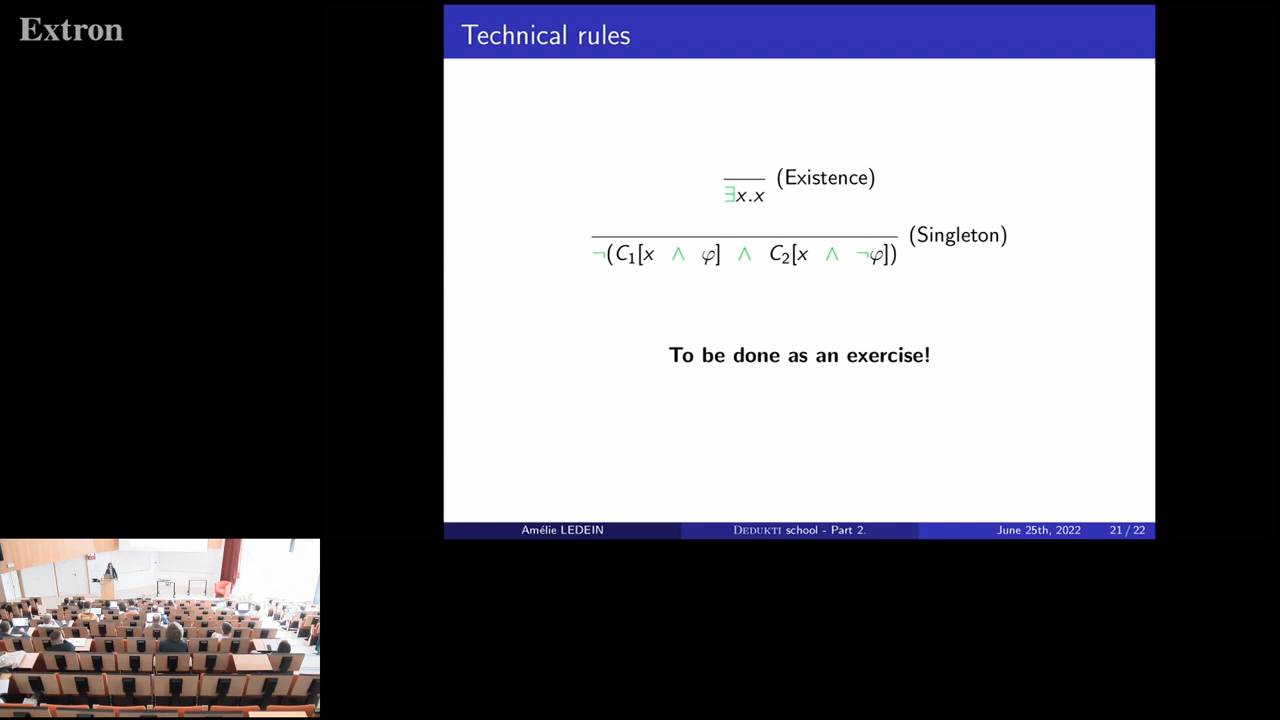 Extron
Technical rules
∃x.x (Existence)
¬(C₁[x ∧ φ] ∧ C₂[x ∧ ¬φ]) (Singleton)
To be done as an exercise!
Amélie LEDEIN DEDUKTI school - Part 2. June 25th, 2022 21 / 22